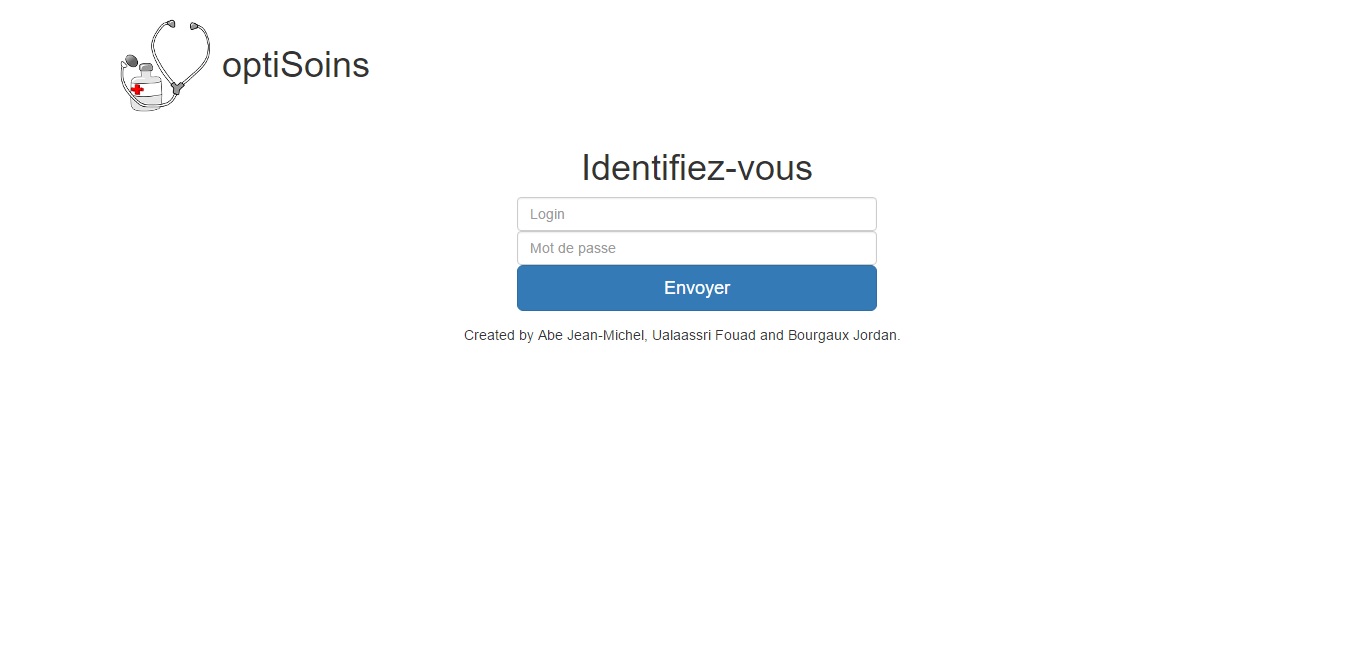 optiSoins
Identifiez-vous
Login
Mot de passe
Envoyer
Created by Abe Jean-Michel, Ualaassri Fouad and Bourgaux Jordan.